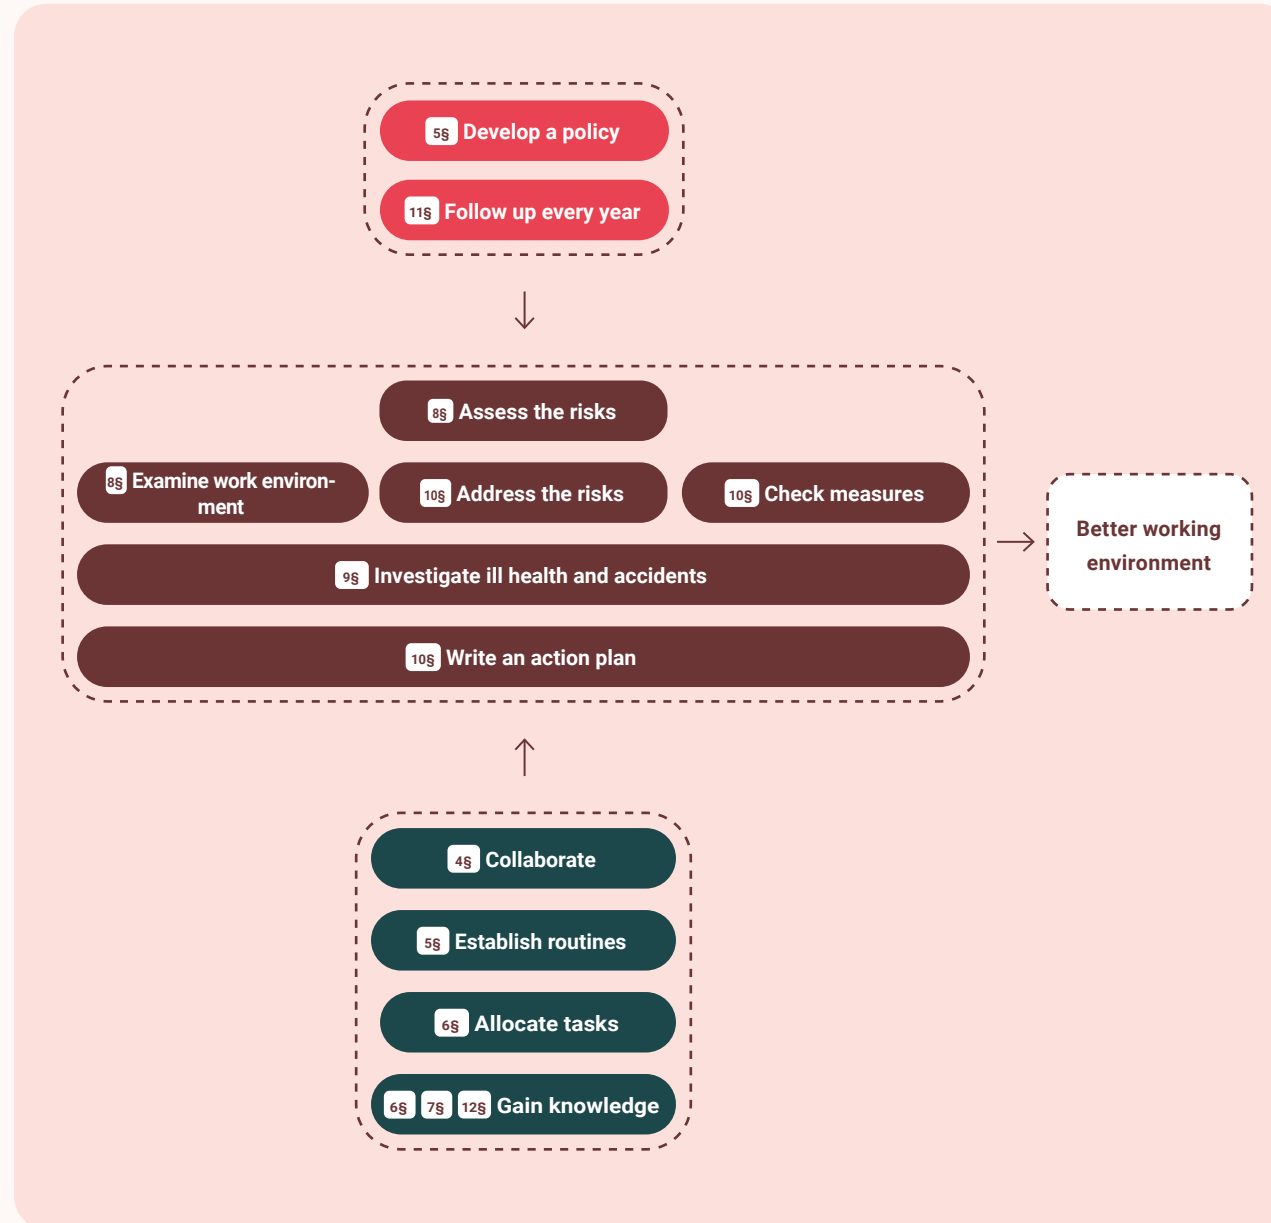 5§ Develop a policy
11§ Follow up every year
8§ Assess the risks
8§ Examine work environ-
ment
10§ Address the risks
10§ Check measures
9§ Investigate ill health and accidents
10§ Write an action plan
Better working
environment
4§ Collaborate
5§ Establish routines
6§ Allocate tasks
6§ 7§ 12§ Gain knowledge